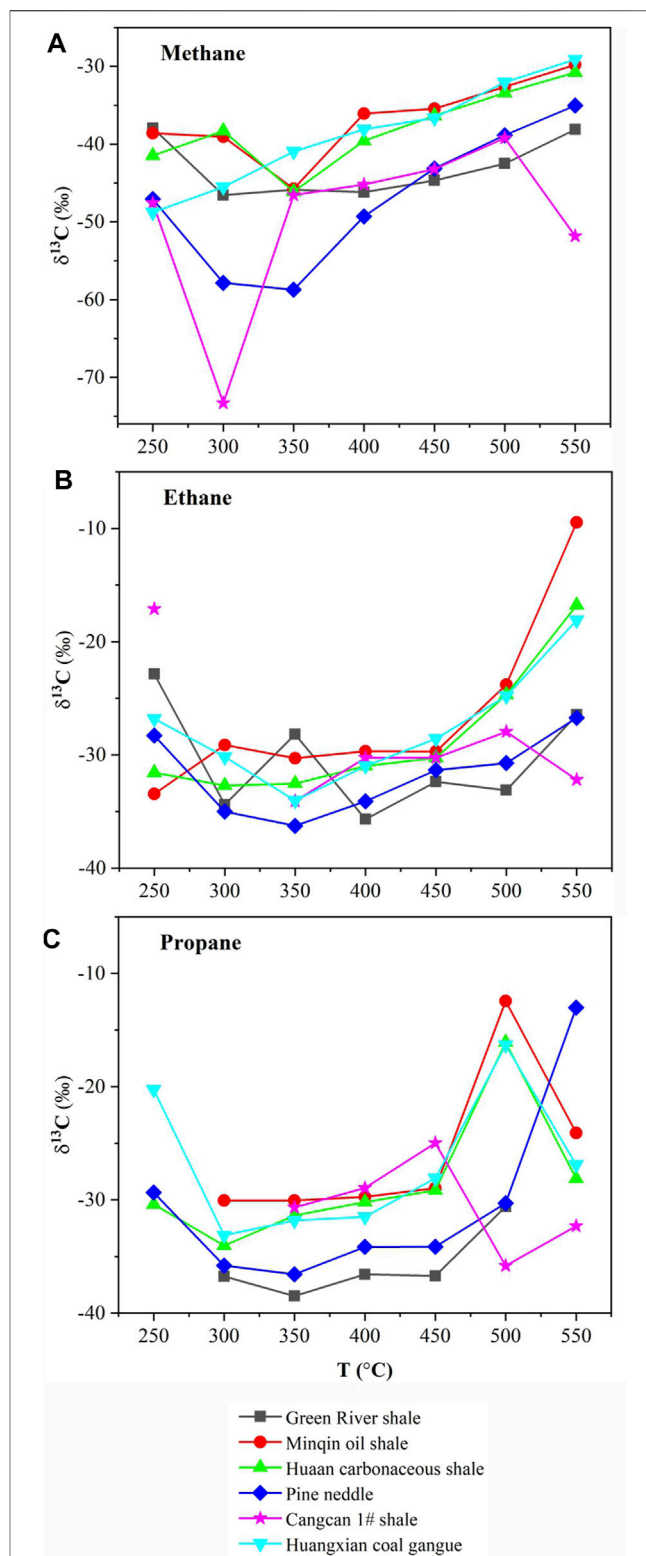 A
Methane
-30
-40
-50
-60
-70
δ¹³C (‰)
250 300 350 400 450 500 550
B
Ethane
-10
-20
-30
-40
δ¹³C (‰)
250 300 350 400 450 500 550
C
Propane
-10
-20
-30
-40
δ¹³C (‰)
250 300 350 400 450 500 550
T (°C)
Green River shale
Minqin oil shale
Huaan carbonaceous shale
Pine neddle
Cangcan 1# shale
Huangxian coal gangue